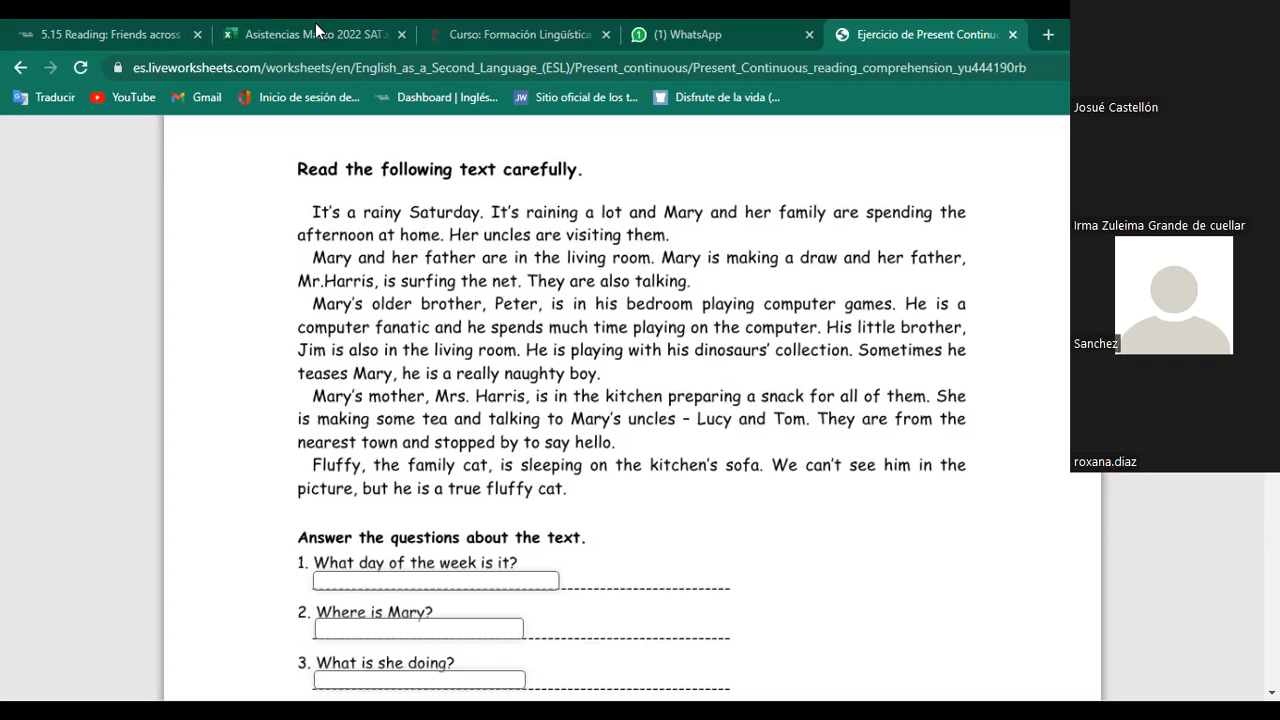 5.15 Reading: Friends across
Asistencias Marzo 2022 SATJ
Curso: Formación Lingüística
(1) WhatsApp
Ejercicio de Present Continuo
es.liveworksheets.com/worksheets/en/English_as_a_Second_Language_(ESL)/Present_continuous/Present_Continuous_reading_comprehension_yu444190rb
Traducir
YouTube
Gmail
Inicio de sesión de...
Dashboard | Inglés...
Sitio oficial de los t...
Disfrute de la vida (...
Read the following text carefully.
It's a rainy Saturday. It's raining a lot and Mary and her family are spending the
afternoon at home. Her uncles are visiting them.
Mary and her father are in the living room. Mary is making a draw and her father,
Mr.Harris, is surfing the net. They are also talking.
Mary's older brother, Peter, is in his bedroom playing computer games. He is a
computer fanatic and he spends much time playing on the computer. His little brother,
Jim is also in the living room. He is playing with his dinosaurs' collection. Sometimes he
teases Mary, he is a really naughty boy.
Mary's mother, Mrs. Harris, is in the kitchen preparing a snack for all of them. She
is making some tea and talking to Mary's uncles – Lucy and Tom. They are from the
nearest town and stopped by to say hello.
Fluffy, the family cat, is sleeping on the kitchen's sofa. We can't see him in the
picture, but he is a true fluffy cat.
Answer the questions about the text.
1. What day of the week is it?
2. Where is Mary?
3. What is she doing?
Josué Castellón
Irma Zuleima Grande de cuellar
Sanchez
roxana.diaz